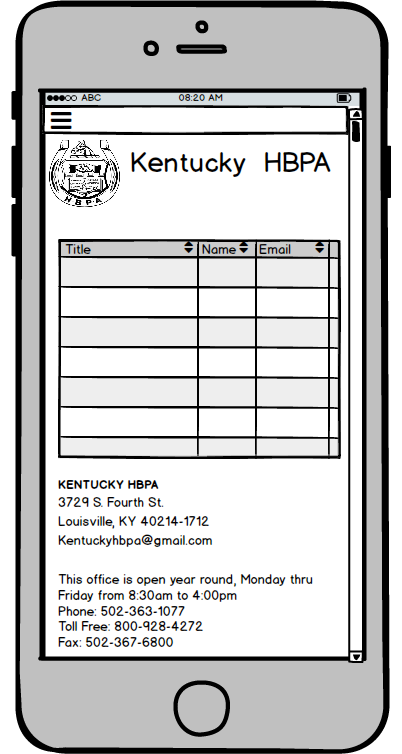 ABC 08:20 AM
Kentucky HBPA
HBPA
Title Name Email
KENTUCKY HBPA
3729 S. Fourth St.
Louisville, KY 40214-1712
Kentuckyhbpa@gmail.com
This office is open year round, Monday thru
Friday from 8:30am to 4:00pm
Phone: 502-363-1077
Toll Free: 800-928-4272
Fax: 502-367-6800